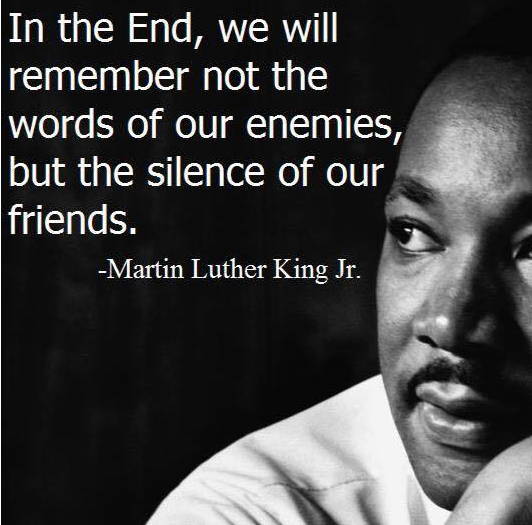 In the End, we will
remember not the
words of our enemies,
but the silence of our
friends.
-Martin Luther King Jr.